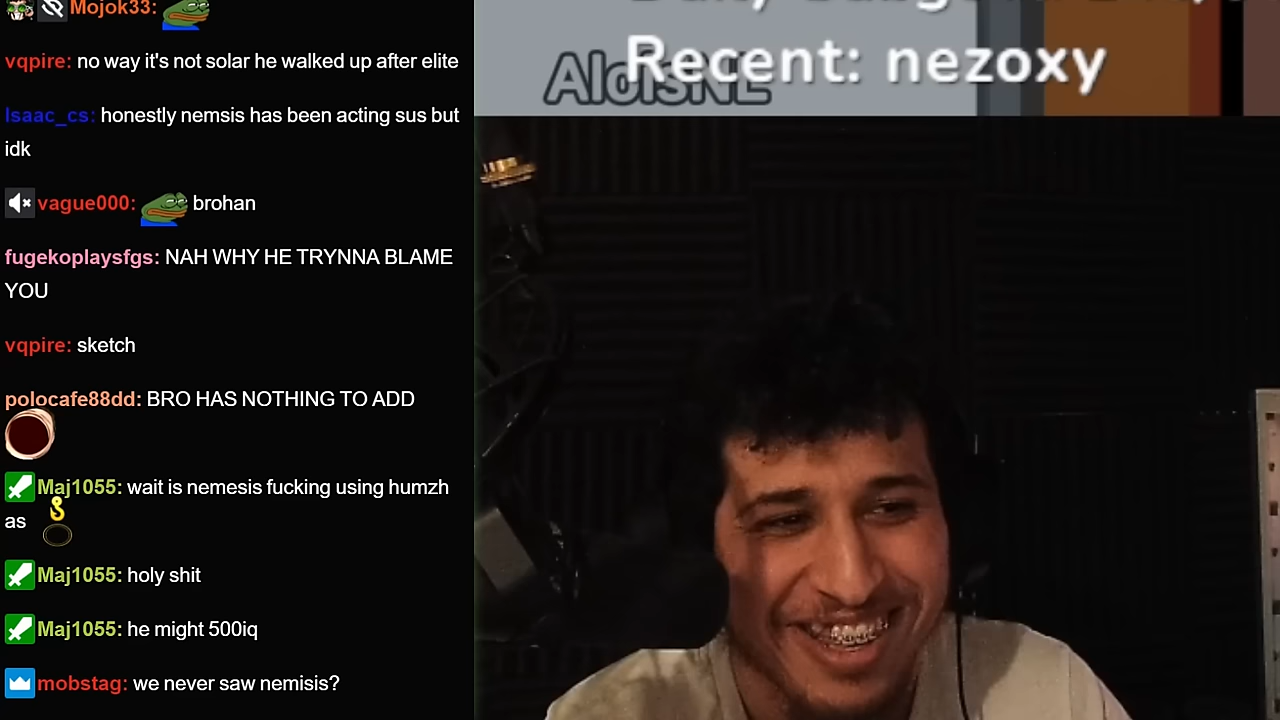 Mojok33:
vqpire: no way it's not solar he walked up after elite
Isaac_cs: honestly nemsis has been acting sus but
idk
vague000: brohan
fugekoplaysfgs: NAH WHY HE TRYNNA BLAME
YOU
vqpire: sketch
polocafe88dd: BRO HAS NOTHING TO ADD
Maj1055: wait is nemesis fucking using humzh
as
Maj1055: holy shit
Maj1055: he might 500iq
mobstag: we never saw nemisis?
Recent: nezoxy
AloisNL